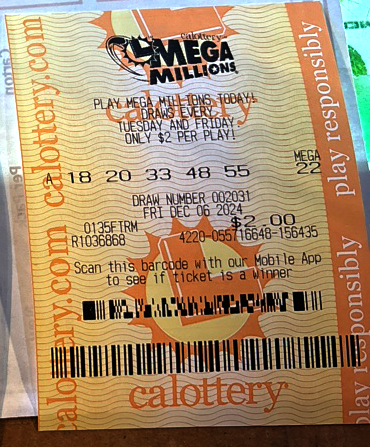 calottery
MEGA
MILLIONS
PLAY MEGA MILLIONS TODAY!
DRAWS EVERY
TUESDAY AND FRIDAY
ONLY $2 PER PLAY!
MEGA
A 18 20 33 48 55 22
DRAW NUMBER 002031
FRI DEC 06 2024
$2.00
0135FTRM
R1036868 4220-055716648-156435
Scan this barcode with our Mobile App
to see if ticket is a winner
calottery
calottery.com
calottery.com
play responsibly
play responsibly
calottery